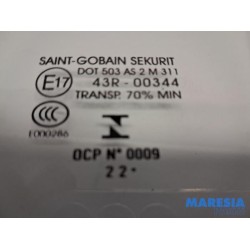 SAINT-GOBAIN SEKURIT
DOT 503 AS 2 M 311
E17 43R - 00344
TRANSP. 70% MIN
CCC
E000286
OCP N° 0009
2 2·
MARESIA